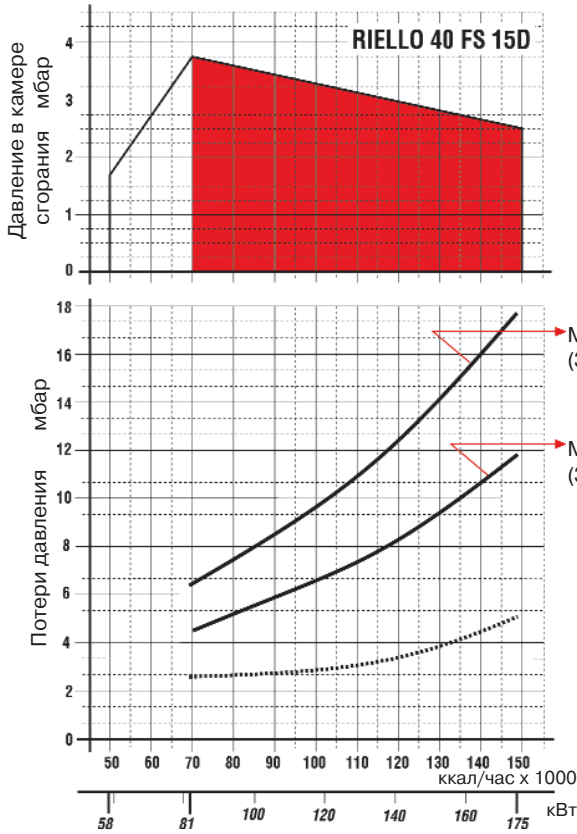 RIELLO 40 FS 15D
Давление в камере
сгорания мбар
4
3
2
1
0
Потери давления мбар
18
16
14
12
10
8
6
4
2
0
М
(3
М
(3
50 60 70 80 90 100 110 120 130 140 150
ккал/час x 1000
58 81 100 120 140 160 175 кВт